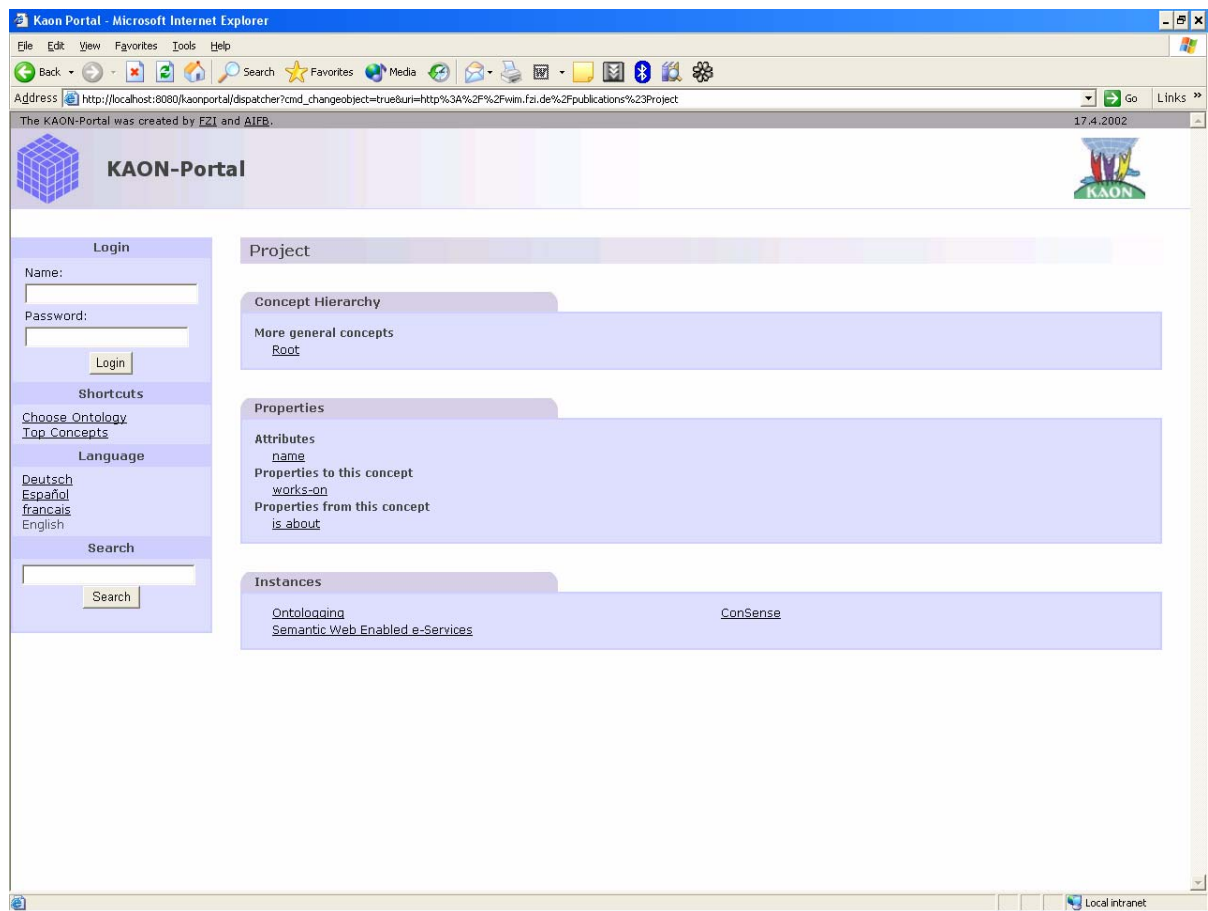 Kaon Portal - Microsoft Internet Explorer
File Edit View Favorites Tools Help
Back Search Favorites Media
Address http://localhost:8080/kaonportal/dispatcher?cmd_changeobject=true&uri=http%3A%2F%2Fwim.fzi.de%2Fpublications%23Project Go Links »
The KAON-Portal was created by FZI and AIFB. 17.4.2002
KAON-Portal
KAON
Login
Name:
Password:
Login
Shortcuts
Choose Ontology
Top Concepts
Language
Deutsch
Español
francais
English
Search
Search
Project
Concept Hierarchy
More general concepts
Root
Properties
Attributes
name
Properties to this concept
works-on
Properties from this concept
is about
Instances
Ontologging ConSense
Semantic Web Enabled e-Services
Local intranet